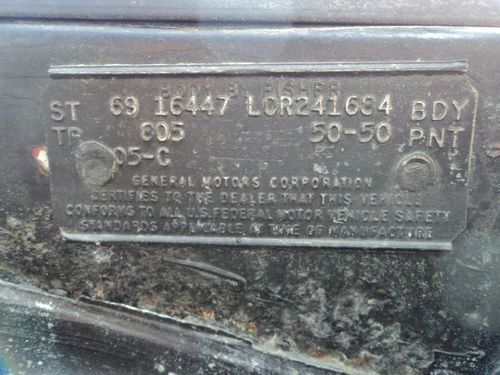 BODY BY FISHER
ST 69 16447 LOR241684 BDY
TR 805 50-50 PNT
05-C
GENERAL MOTORS CORPORATION
CERTIFIES TO THE DEALER THAT THIS VEHICLE
CONFORMS TO ALL U.S. FEDERAL MOTOR VEHICLE SAFETY
STANDARDS APPLICABLE AT TIME OF MANUFACTURE